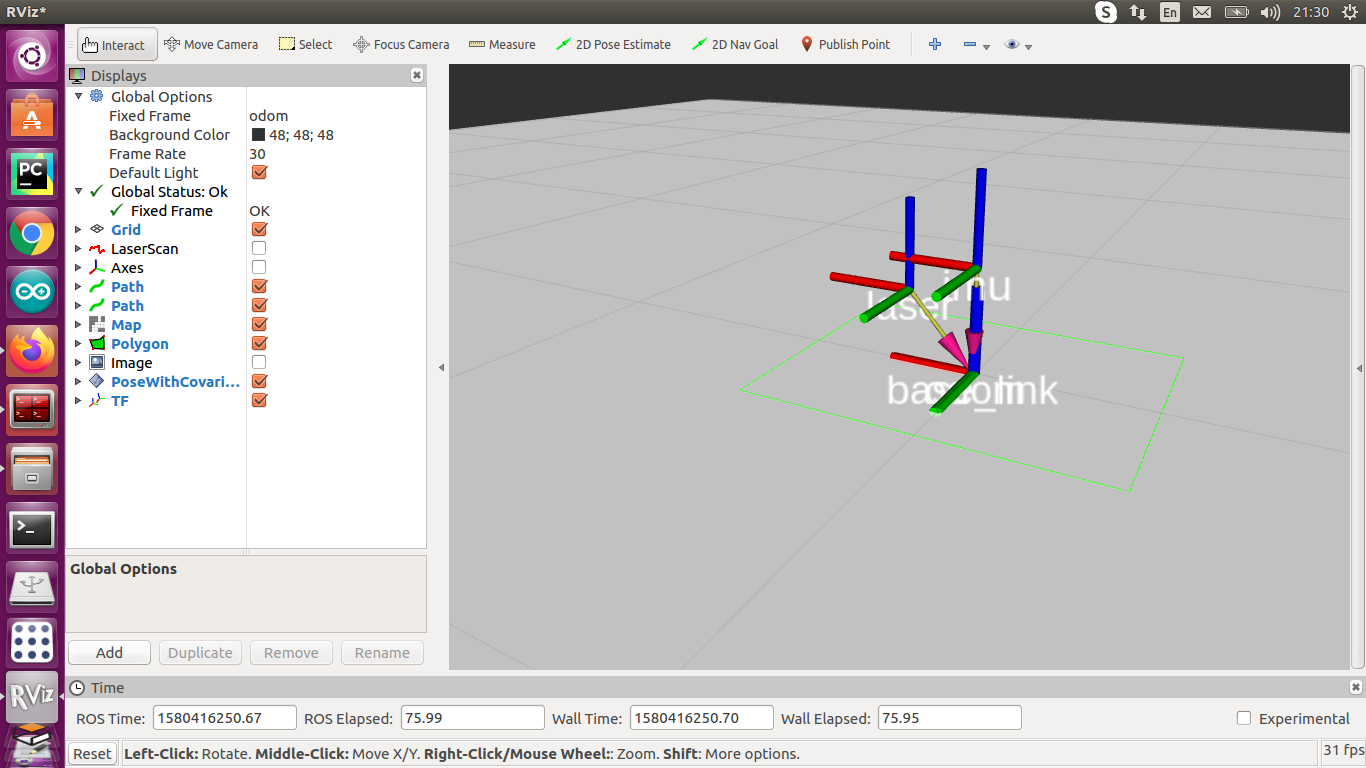 RViz*
S En 21:30
Interact Move Camera Select Focus Camera Measure 2D Pose Estimate 2D Nav Goal Publish Point
Displays
Global Options
Fixed Frame odom
Background Color 48; 48; 48
Frame Rate 30
Default Light
Global Status: Ok
Fixed Frame OK
Grid
LaserScan
Axes
Path
Path
Map
Polygon
Image
PoseWithCovari...
TF
Global Options
Add Duplicate Remove Rename
PC
A
RViz
imu
laser
base_link
odom
Time
ROS Time: 1580416250.67 ROS Elapsed: 75.99 Wall Time: 1580416250.70 Wall Elapsed: 75.95 Experimental
Reset Left-Click: Rotate. Middle-Click: Move X/Y. Right-Click/Mouse Wheel:: Zoom. Shift: More options. 31 fps